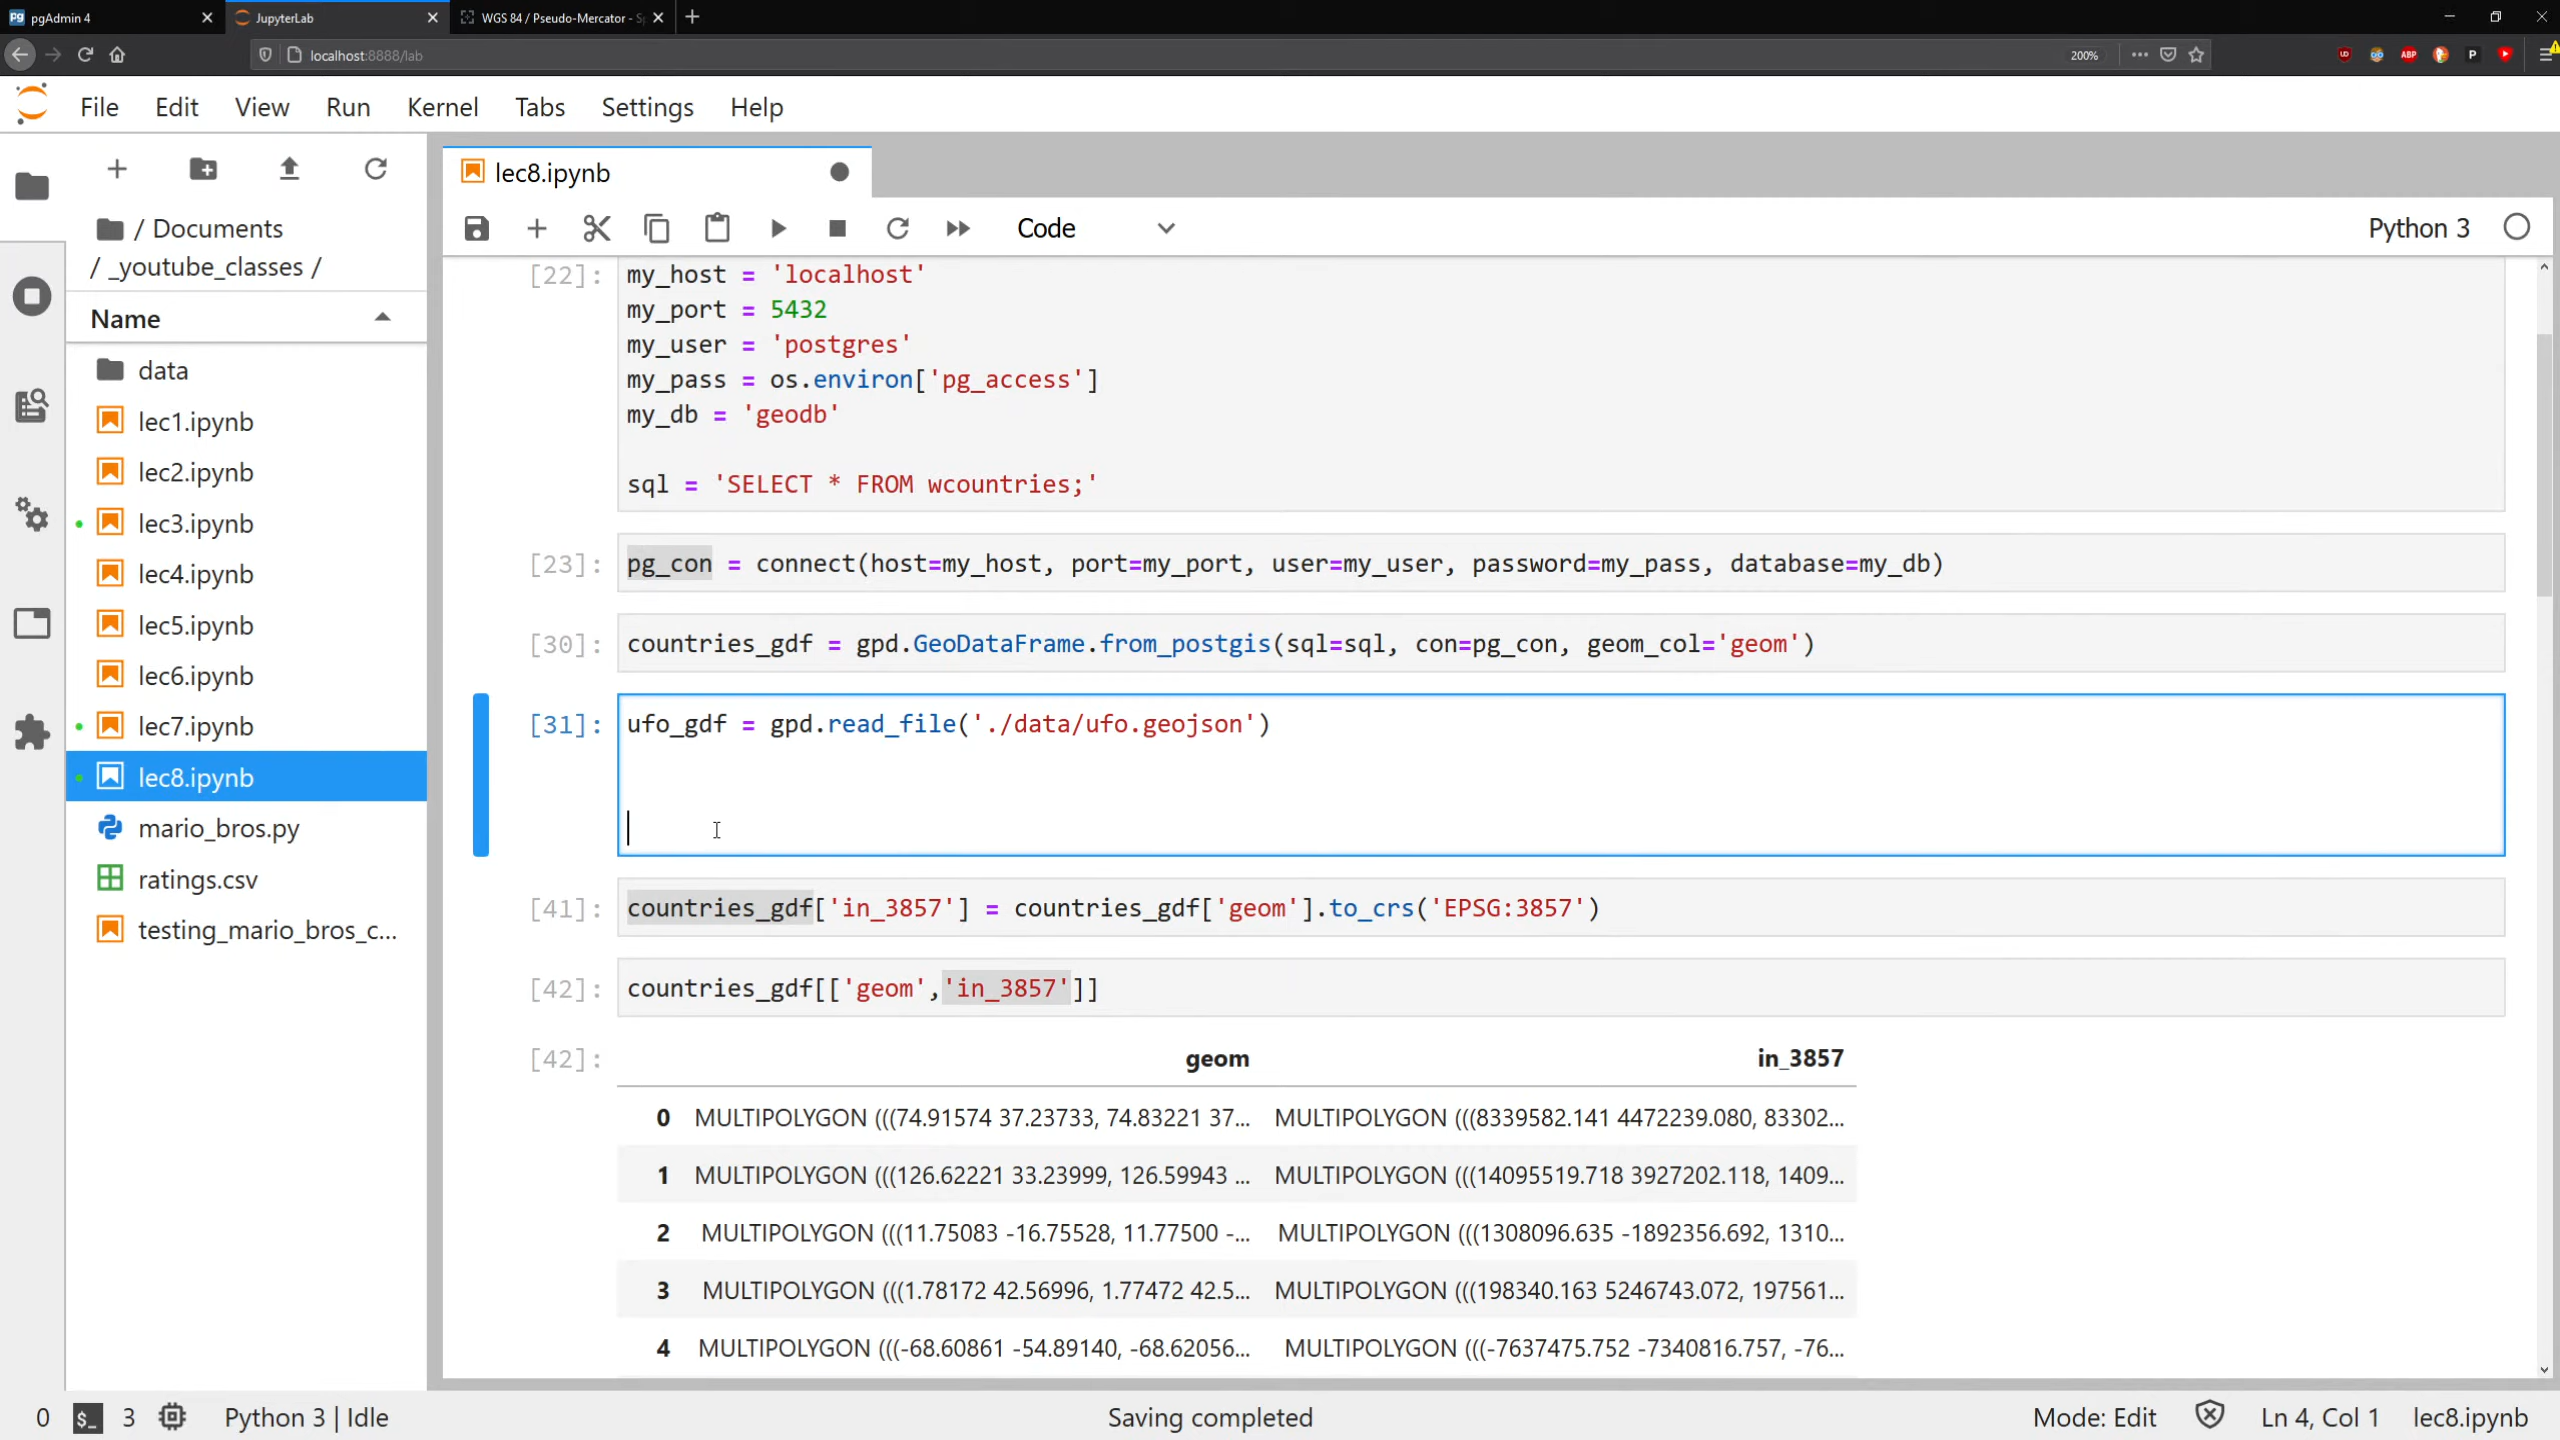 pgAdmin 4
JupyterLab
WGS 84 / Pseudo-Mercator - Sp
localhost:8888/lab
200%
File Edit View Run Kernel Tabs Settings Help
/ Documents
/ _youtube_classes /
Name
data
lec1.ipynb
lec2.ipynb
lec3.ipynb
lec4.ipynb
lec5.ipynb
lec6.ipynb
lec7.ipynb
lec8.ipynb
mario_bros.py
ratings.csv
testing_mario_bros_c...
lec8.ipynb
Code
Python 3
[22]: my_host = 'localhost'
my_port = 5432
my_user = 'postgres'
my_pass = os.environ['pg_access']
my_db = 'geodb'
sql = 'SELECT * FROM wcountries;'
[23]: pg_con = connect(host=my_host, port=my_port, user=my_user, password=my_pass, database=my_db)
[30]: countries_gdf = gpd.GeoDataFrame.from_postgis(sql=sql, con=pg_con, geom_col='geom')
[31]: ufo_gdf = gpd.read_file('./data/ufo.geojson')
[41]: countries_gdf['in_3857'] = countries_gdf['geom'].to_crs('EPSG:3857')
[42]: countries_gdf[['geom','in_3857']]
[42]: geom in_3857
0 MULTIPOLYGON (((74.91574 37.23733, 74.83221 37... MULTIPOLYGON (((8339582.141 4472239.080, 83302...
1 MULTIPOLYGON (((126.62221 33.23999, 126.59943 ... MULTIPOLYGON (((14095519.718 3927202.118, 1409...
2 MULTIPOLYGON (((11.75083 -16.75528, 11.77500 -... MULTIPOLYGON (((1308096.635 -1892356.692, 1310...
3 MULTIPOLYGON (((1.78172 42.56996, 1.77472 42.5... MULTIPOLYGON (((198340.163 5246743.072, 197561...
4 MULTIPOLYGON (((-68.60861 -54.89140, -68.62056... MULTIPOLYGON (((-7637475.752 -7340816.757, -76...
0 $_ 3 Python 3 | Idle Saving completed Mode: Edit Ln 4, Col 1 lec8.ipynb